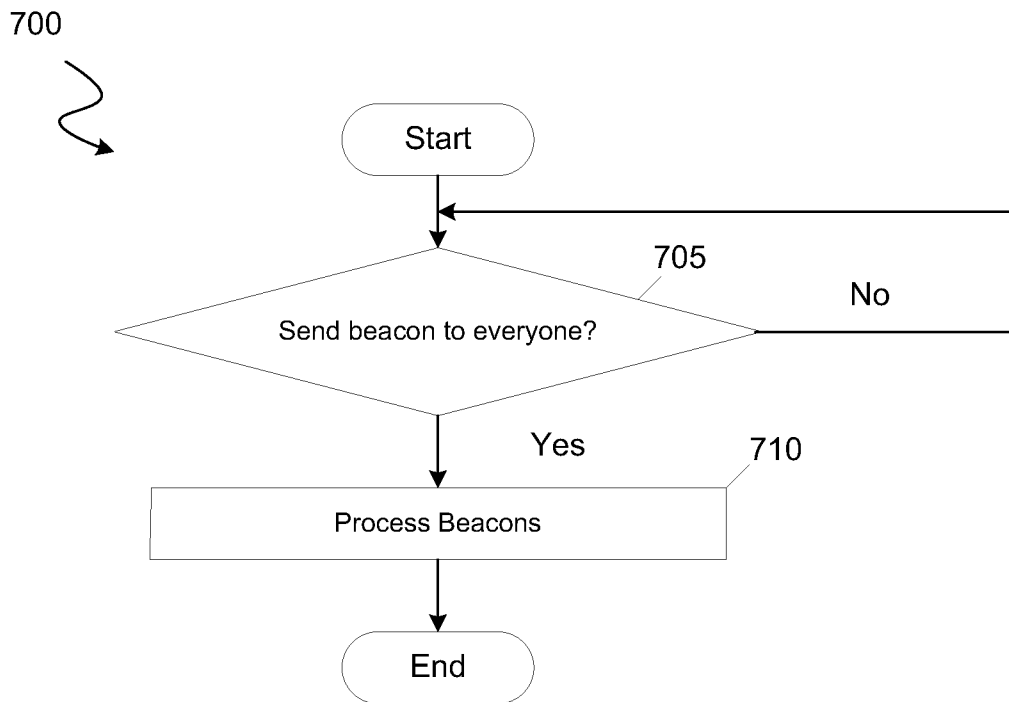 700
Start
705
No
Send beacon to everyone?
Yes
710
Process Beacons
End